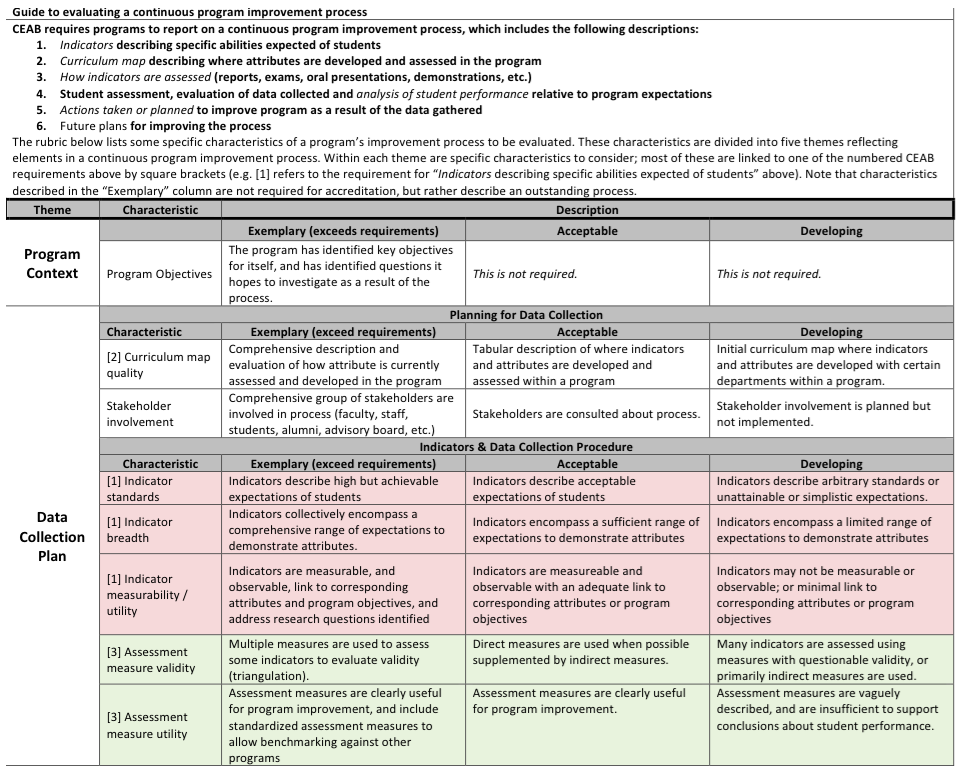 Guide to evaluating a continuous program improvement process
CEAB requires programs to report on a continuous program improvement process, which includes the following descriptions:
1. Indicators describing specific abilities expected of students
2. Curriculum map describing where attributes are developed and assessed in the program
3. How indicators are assessed (reports, exams, oral presentations, demonstrations, etc.)
4. Student assessment, evaluation of data collected and analysis of student performance relative to program expectations
5. Actions taken or planned to improve program as a result of the data gathered
6. Future plans for improving the process
The rubric below lists some specific characteristics of a program's improvement process to be evaluated. These characteristics are divided into five themes reflecting
elements in a continuous program improvement process. Within each theme are specific characteristics to consider; most of these are linked to one of the numbered CEAB
requirements above by square brackets (e.g. [1] refers to the requirement for “Indicators describing specific abilities expected of students” above). Note that characteristics
described in the “Exemplary” column are not required for accreditation, but rather describe an outstanding process.
Theme
Characteristic
Description
Program
Context
Exemplary (exceeds requirements)
Acceptable
Developing
Program Objectives
The program has identified key objectives
for itself, and has identified questions it
hopes to investigate as a result of the
process.
This is not required.
This is not required.
Data
Collection
Plan
Planning for Data Collection
Characteristic
Exemplary (exceed requirements)
Acceptable
Developing
[2] Curriculum map
quality
Comprehensive description and
evaluation of how attribute is currently
assessed and developed in the program
Tabular description of where indicators
and attributes are developed and
assessed within a program
Initial curriculum map where indicators
and attributes are developed with certain
departments within a program.
Stakeholder
involvement
Comprehensive group of stakeholders are
involved in process (faculty, staff,
students, alumni, advisory board, etc.)
Stakeholders are consulted about process.
Stakeholder involvement is planned but
not implemented.
Indicators & Data Collection Procedure
Characteristic
Exemplary (exceed requirements)
Acceptable
Developing
[1] Indicator
standards
Indicators describe high but achievable
expectations of students
Indicators describe acceptable
expectations of students
Indicators describe arbitrary standards or
unattainable or simplistic expectations.
[1] Indicator
breadth
Indicators collectively encompass a
comprehensive range of expectations to
demonstrate attributes.
Indicators encompass a sufficient range of
expectations to demonstrate attributes
Indicators encompass a limited range of
expectations to demonstrate attributes
[1] Indicator
measurability /
utility
Indicators are measurable, and
observable, link to corresponding
attributes and program objectives, and
address research questions identified
Indicators are measureable and
observable with an adequate link to
corresponding attributes or program
objectives
Indicators may not be measurable or
observable; or minimal link to
corresponding attributes or program
objectives
[3] Assessment
measure validity
Multiple measures are used to assess
some indicators to evaluate validity
(triangulation).
Direct measures are used when possible
supplemented by indirect measures.
Many indicators are assessed using
measures with questionable validity, or
primarily indirect measures are used.
[3] Assessment
measure utility
Assessment measures are clearly useful
for program improvement, and include
standardized assessment measures to
allow benchmarking against other
programs
Assessment measures are clearly useful
for program improvement.
Assessment measures are vaguely
described, and are insufficient to support
conclusions about student performance.